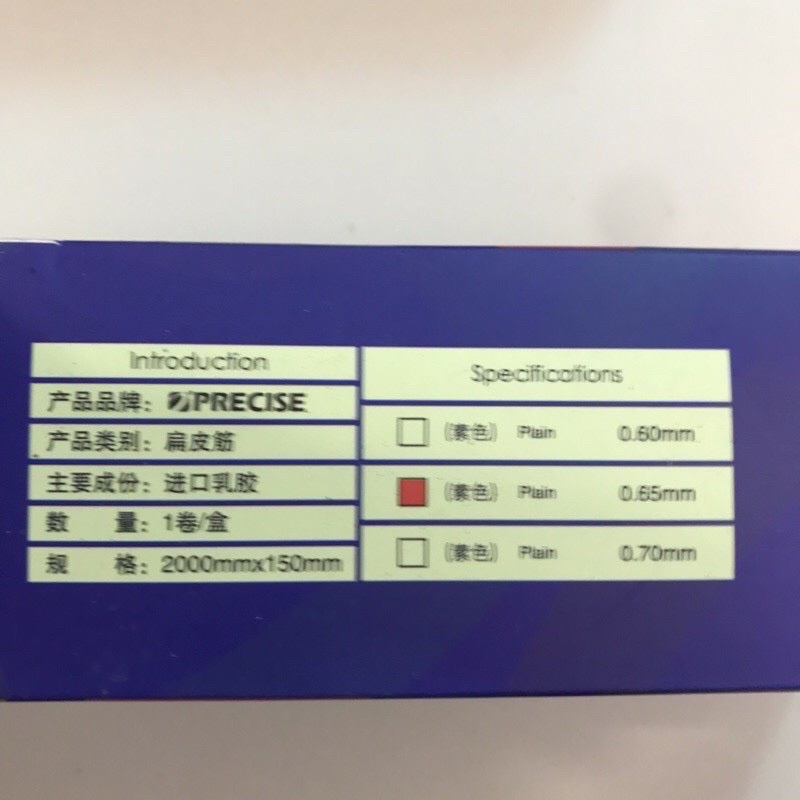 Introduction
产品品牌：PRECISE
产品类别：扁皮筋
主要成份：进口乳胶
数 量：1卷/盒
规 格：2000mmx150mm
Specifications
(素色) Plain 0.60mm
(素色) Plain 0.65mm
(素色) Plain 0.70mm